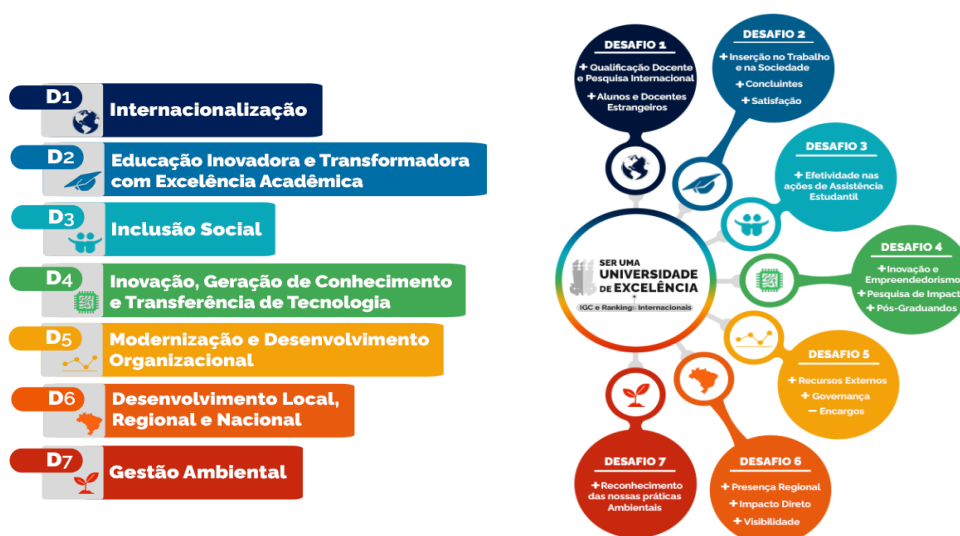 D1
Internacionalização
D2
Educação Inovadora e Transformadora
com Excelência Acadêmica
D3
Inclusão Social
D4
Inovação, Geração de Conhecimento
e Transferência de Tecnologia
D5
Modernização e Desenvolvimento
Organizacional
D6
Desenvolvimento Local,
Regional e Nacional
D7
Gestão Ambiental
DESAFIO 1
+ Qualificação Docente
e Pesquisa Internacional
+ Alunos e Docentes
Estrangeiros
DESAFIO 2
+ Inserção no Trabalho
e na Sociedade
+ Concluintes
+ Satisfação
DESAFIO 3
+ Efetividade nas
ações de Assistência
Estudantil
DESAFIO 4
+ Inovação e
Empreendedorismo
+ Pesquisa de Impact
+ Pós-Graduandos
DESAFIO 5
+ Recursos Externos
+ Governança
− Encargos
DESAFIO 6
+ Presença Regional
+ Impacto Direto
+ Visibilidade
DESAFIO 7
+ Reconhecimento
das nossas práticas
Ambientais
SER UMA
UNIVERSIDADE
DE EXCELÊNCIA
+
IGC e Rankings Internacionais